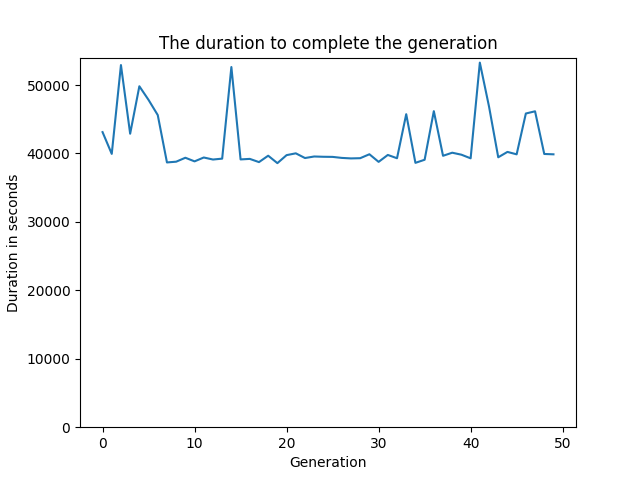 The duration to complete the generation
Duration in seconds
50000
40000
30000
20000
10000
0
0 10 20 30 40 50
Generation